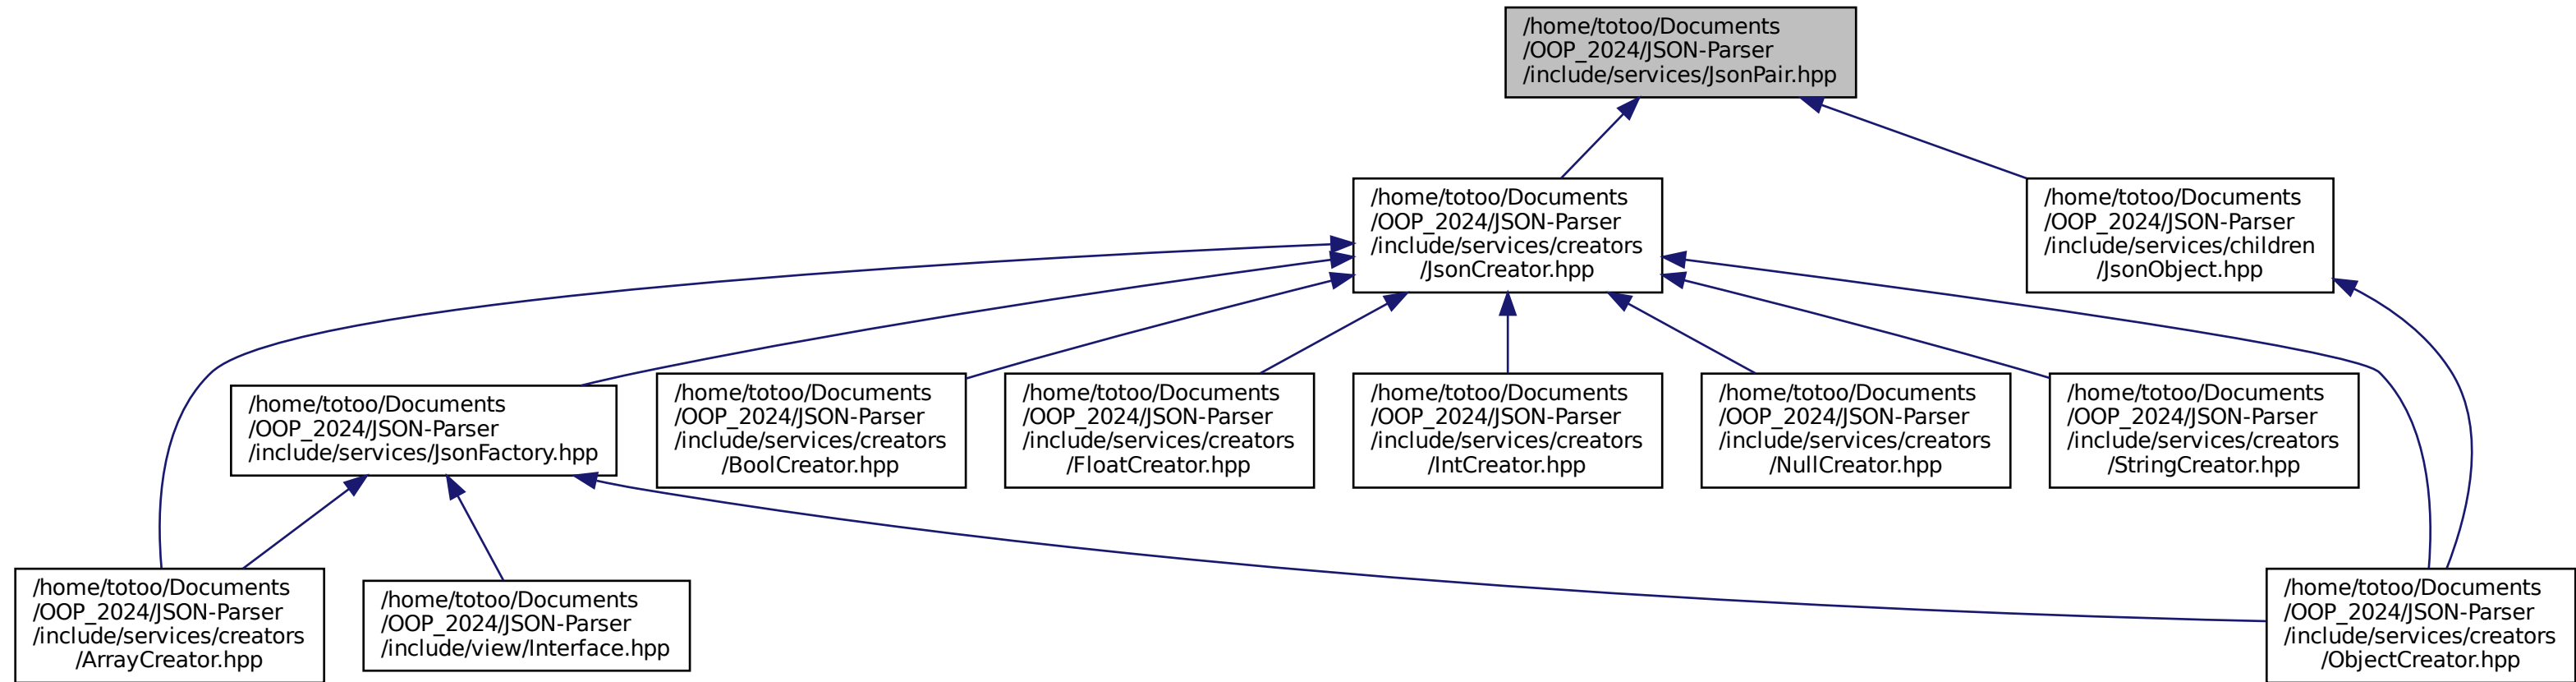 /home/totoo/Documents
/OOP_2024/JSON-Parser
/include/services/JsonPair.hpp
/home/totoo/Documents
/OOP_2024/JSON-Parser
/include/services/creators
/JsonCreator.hpp
/home/totoo/Documents
/OOP_2024/JSON-Parser
/include/services/children
/JsonObject.hpp
/home/totoo/Documents
/OOP_2024/JSON-Parser
/include/services/JsonFactory.hpp
/home/totoo/Documents
/OOP_2024/JSON-Parser
/include/services/creators
/BoolCreator.hpp
/home/totoo/Documents
/OOP_2024/JSON-Parser
/include/services/creators
/FloatCreator.hpp
/home/totoo/Documents
/OOP_2024/JSON-Parser
/include/services/creators
/IntCreator.hpp
/home/totoo/Documents
/OOP_2024/JSON-Parser
/include/services/creators
/NullCreator.hpp
/home/totoo/Documents
/OOP_2024/JSON-Parser
/include/services/creators
/StringCreator.hpp
/home/totoo/Documents
/OOP_2024/JSON-Parser
/include/services/creators
/ArrayCreator.hpp
/home/totoo/Documents
/OOP_2024/JSON-Parser
/include/view/Interface.hpp
/home/totoo/Documents
/OOP_2024/JSON-Parser
/include/services/creators
/ObjectCreator.hpp